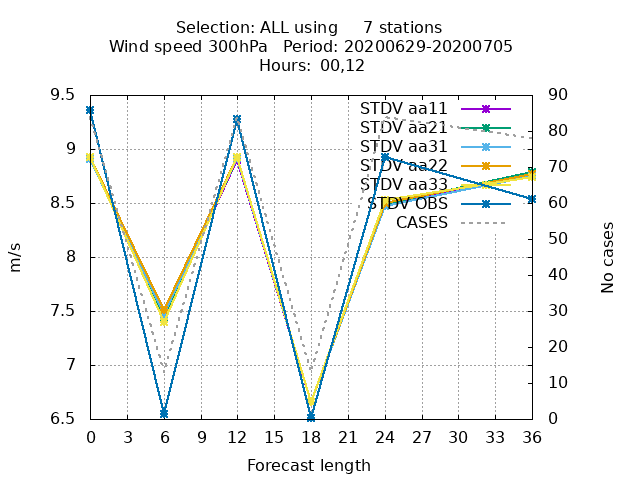 Selection: ALL using     7 stations
Wind speed 300hPa   Period: 20200629-20200705
Hours: 00,12
STDV aa11
STDV aa21
STDV aa31
STDV aa22
STDV aa33
STDV OBS
CASES
9.5
9
8.5
8
7.5
7
6.5
m/s
90
80
70
60
50
40
30
20
10
0
No cases
0 3 6 9 12 15 18 21 24 27 30 33 36
Forecast length